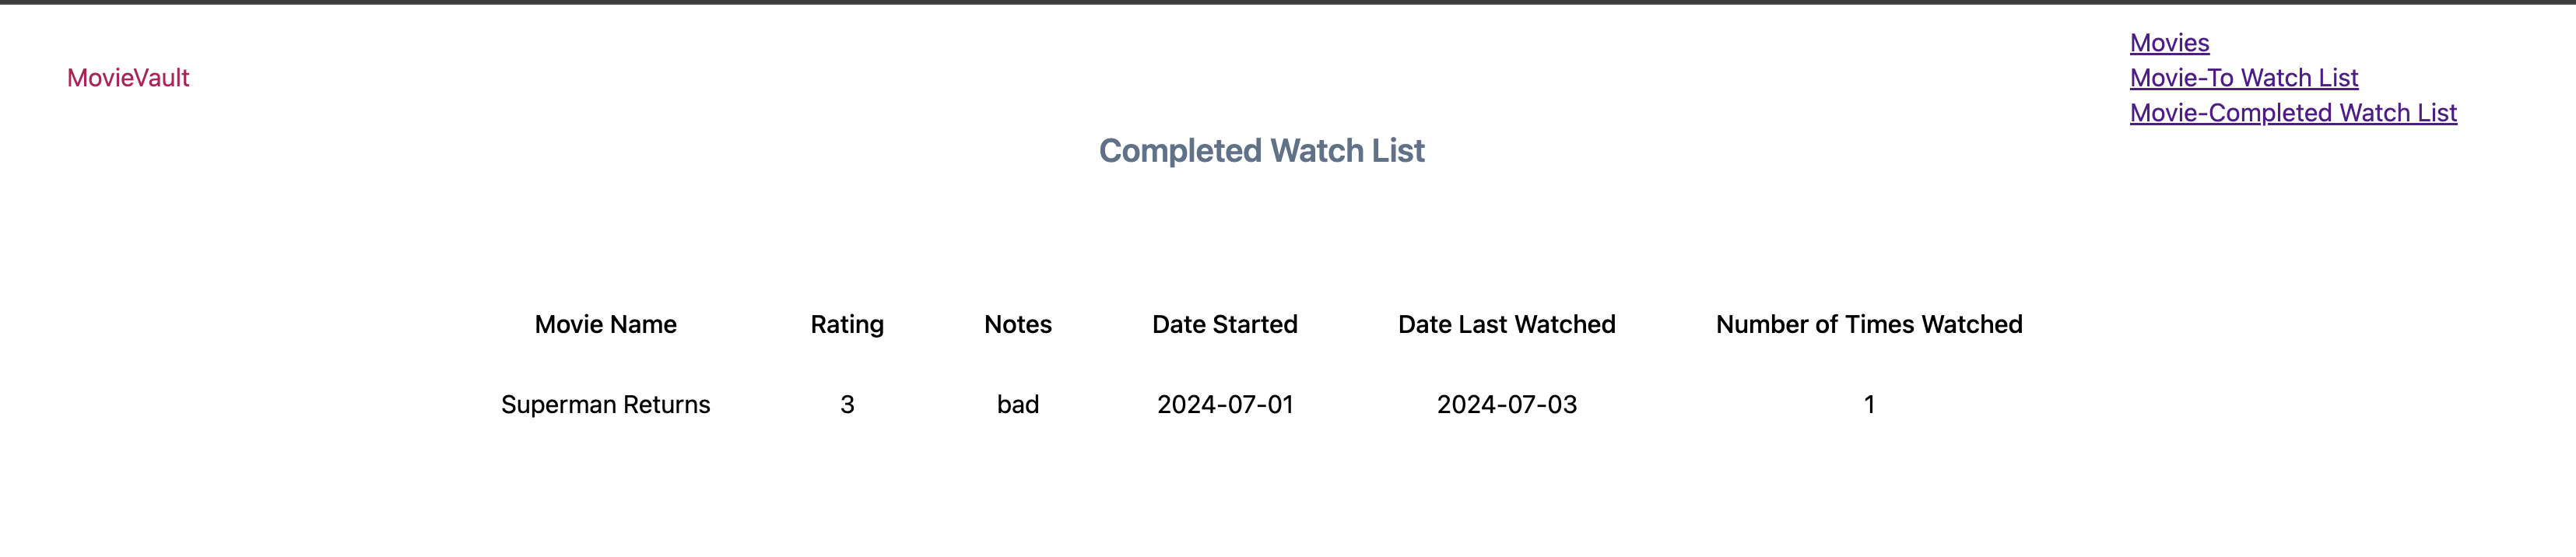 Movies
MovieVault
Movie-To Watch List
Movie-Completed Watch List
Completed Watch List
Movie Name Rating Notes Date Started Date Last Watched Number of Times Watched
Superman Returns 3 bad 2024-07-01 2024-07-03 1